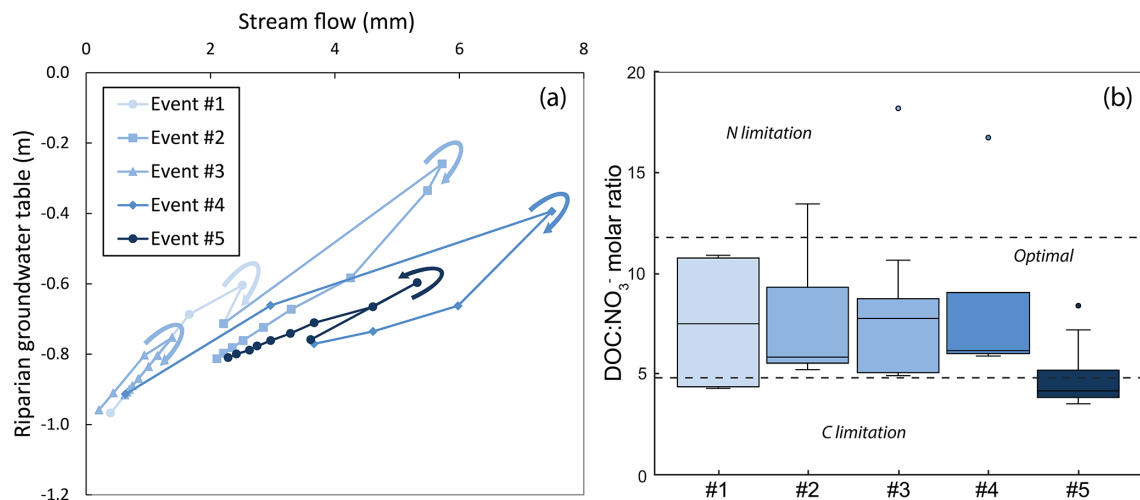 Stream flow (mm)
0 2 4 6 8
Riparian groundwater table (m)
0.0
-0.2
-0.4
-0.6
-0.8
-1.0
-1.2
(a)
Event #1
Event #2
Event #3
Event #4
Event #5
DOC:NO3- molar ratio
20
15
10
5
0
(b)
N limitation
Optimal
C limitation
#1 #2 #3 #4 #5